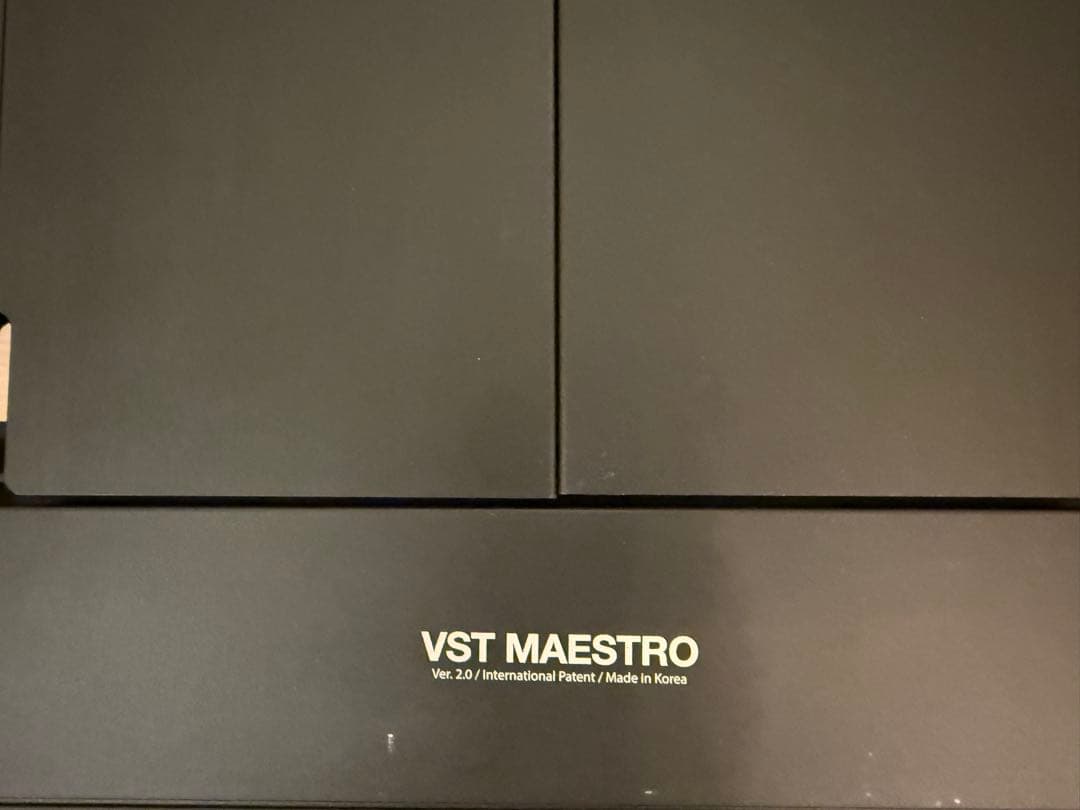 VST MAESTRO
Ver. 2.0 / International Patent / Made in Korea